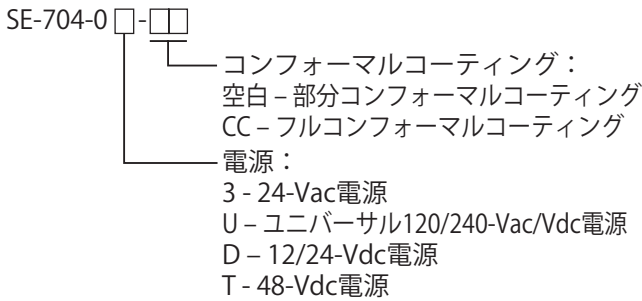 SE-704-0 □-□□
コンフォーマルコーティング：
空白 – 部分コンフォーマルコーティング
CC – フルコンフォーマルコーティング
電源：
3 - 24-Vac電源
U – ユニバーサル120/240-Vac/Vdc電源
D – 12/24-Vdc電源
T - 48-Vdc電源